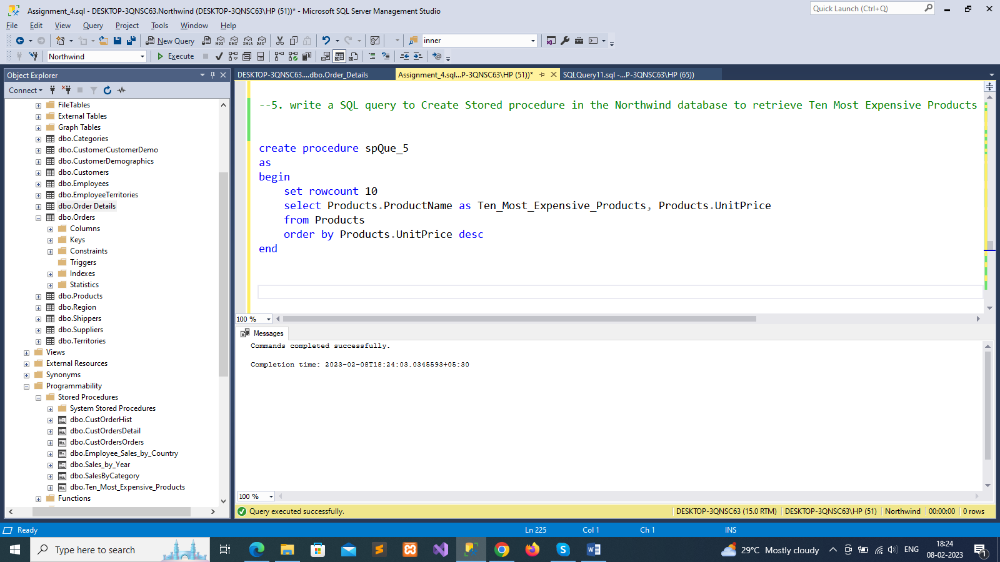 Assignment_4.sql - DESKTOP-3QNSC63.Northwind (DESKTOP-3QNSC63\HP (51))* - Microsoft SQL Server Management Studio
Quick Launch (Ctrl+Q)
File Edit View Query Project Tools Window Help
New Query
MDX DMX XMLA DAX
inner
Northwind
Execute
Object Explorer
DESKTOP-3QNSC63....dbo.Order_Details
Assignment_4.sql...P-3QNSC63\HP (51))*
SQLQuery11.sql -...P-3QNSC63\HP (65))
Connect
FileTables
External Tables
Graph Tables
dbo.Categories
dbo.CustomerCustomerDemo
dbo.CustomerDemographics
dbo.Customers
dbo.Employees
dbo.EmployeeTerritories
dbo.Order Details
dbo.Orders
Columns
Keys
Constraints
Triggers
Indexes
Statistics
dbo.Products
dbo.Region
dbo.Shippers
dbo.Suppliers
dbo.Territories
Views
External Resources
Synonyms
Programmability
Stored Procedures
System Stored Procedures
dbo.CustOrderHist
dbo.CustOrdersDetail
dbo.CustOrdersOrders
dbo.Employee_Sales_by_Country
dbo.Sales_by_Year
dbo.SalesByCategory
dbo.Ten_Most_Expensive_Products
Functions
--5. write a SQL query to Create Stored procedure in the Northwind database to retrieve Ten Most Expensive Products
create procedure spQue_5
as
begin
set rowcount 10
select Products.ProductName as Ten_Most_Expensive_Products, Products.UnitPrice
from Products
order by Products.UnitPrice desc
end
100 %
Messages
Commands completed successfully.
Completion time: 2023-02-08T18:24:03.0345593+05:30
100 %
Query executed successfully.
DESKTOP-3QNSC63 (15.0 RTM) DESKTOP-3QNSC63\HP (51) Northwind 00:00:00 0 rows
Ready
Ln 225 Col 1 Ch 1 INS
Type here to search
29°C Mostly cloudy
ENG
18:24
08-02-2023
1